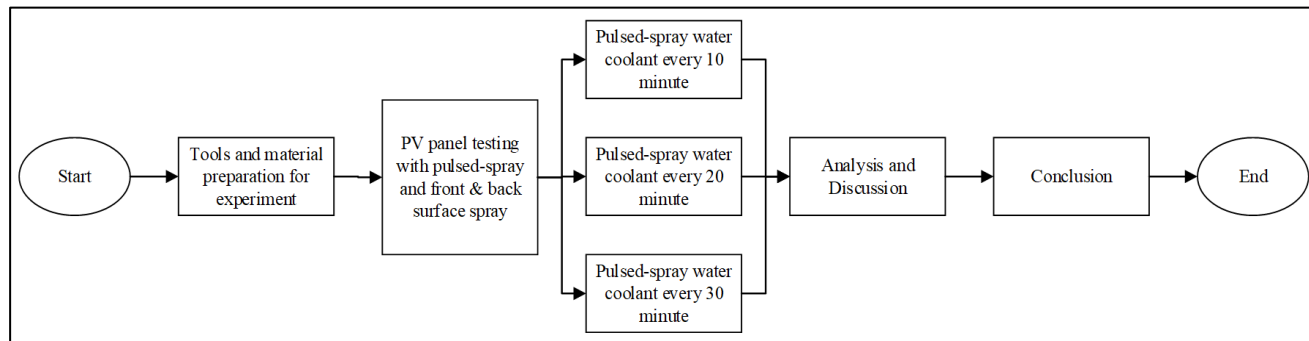 Start
Tools and material
preparation for
experiment
PV panel testing
with pulsed-spray
and front & back
surface spray
Pulsed-spray water
coolant every 10
minute
Pulsed-spray water
coolant every 20
minute
Pulsed-spray water
coolant every 30
minute
Analysis and
Discussion
Conclusion
End